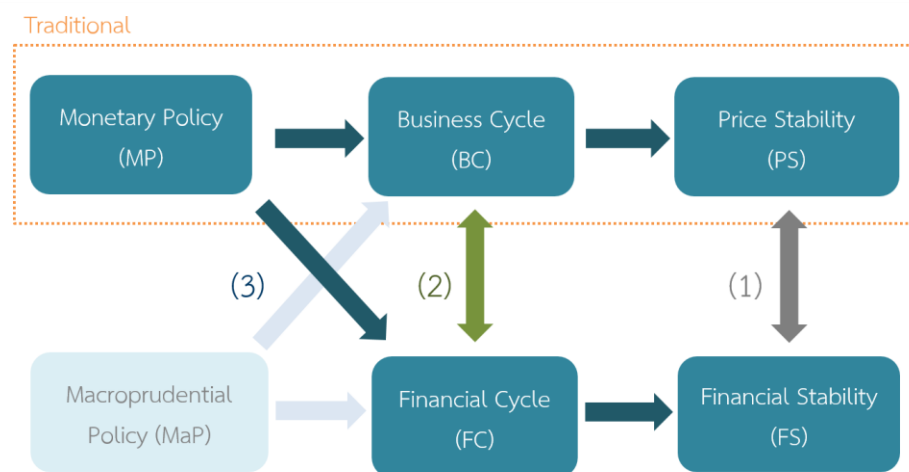 Traditional
Monetary Policy
(MP)
Business Cycle
(BC)
Price Stability
(PS)
(3)
(2)
(1)
Macroprudential
Policy (MaP)
Financial Cycle
(FC)
Financial Stability
(FS)